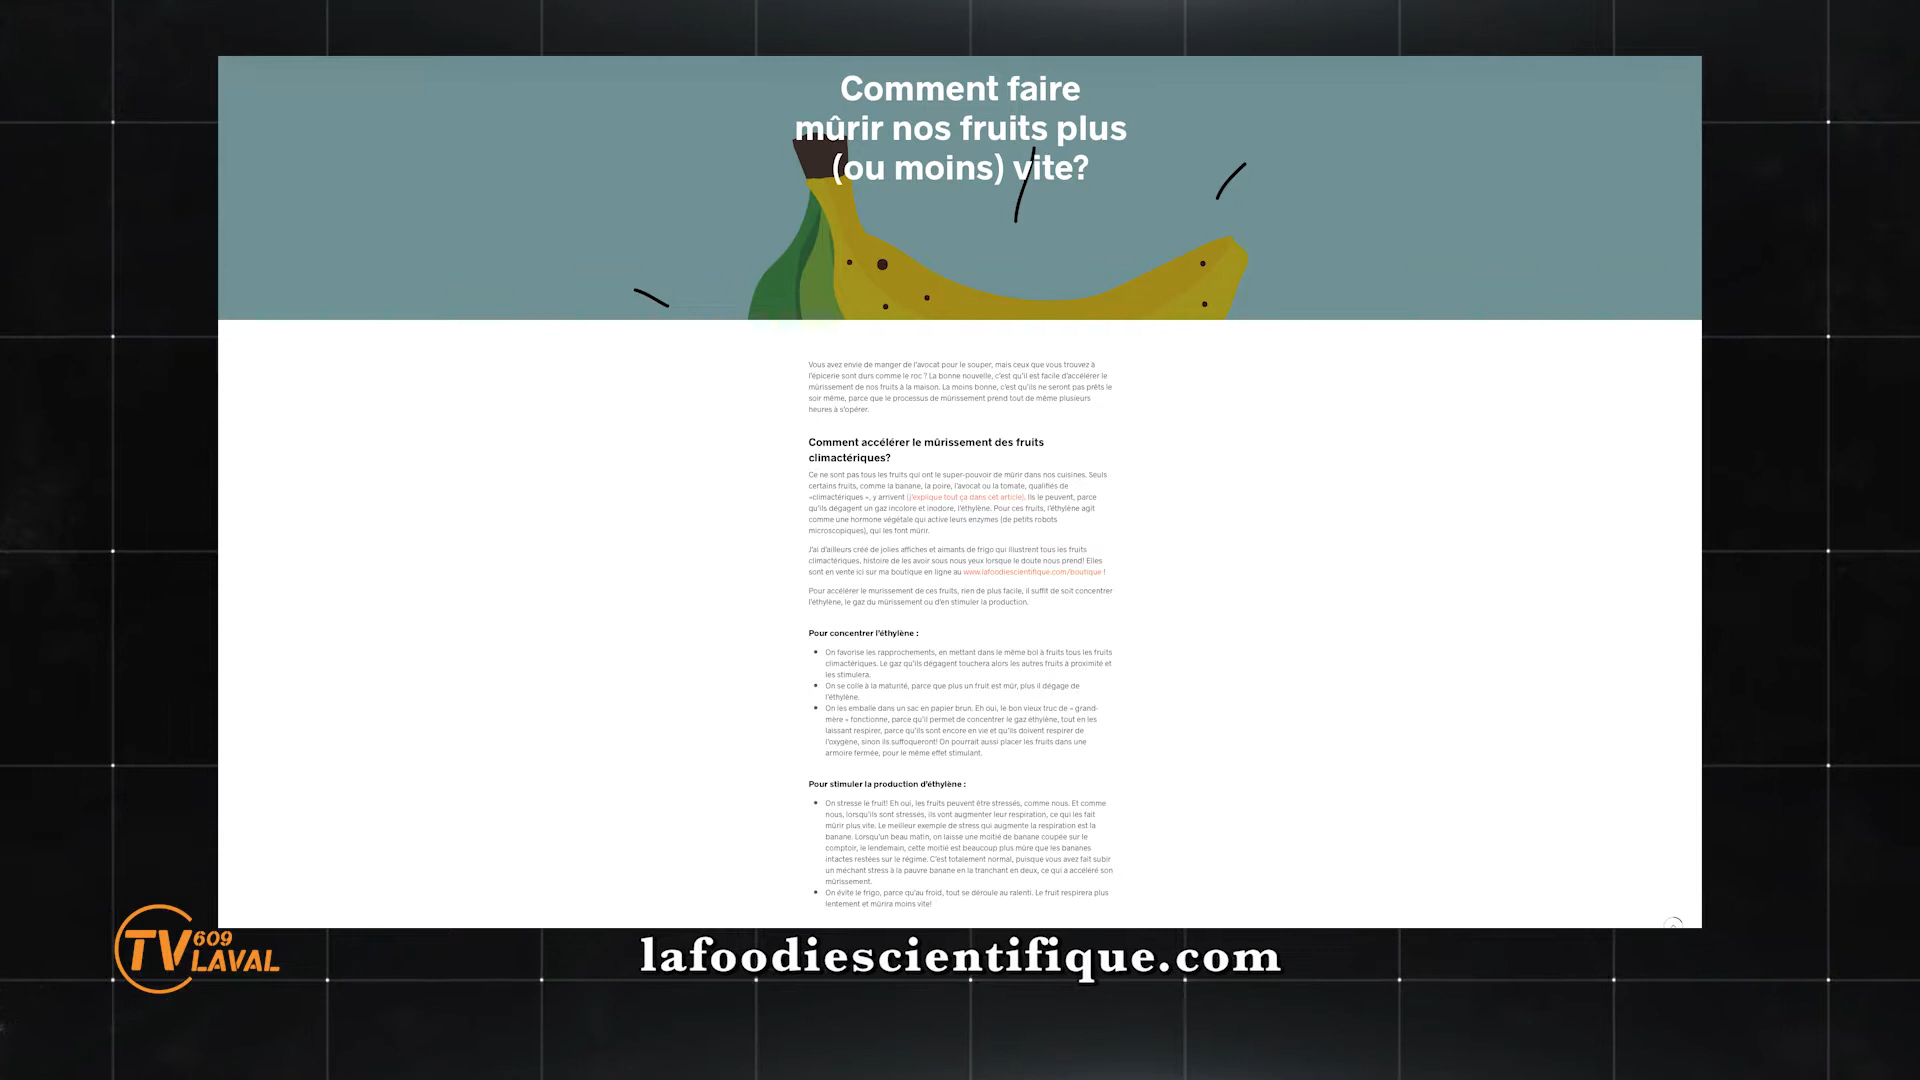 Comment faire
mûrir nos fruits plus
(ou moins) vite?
Vous avez envie de manger de l'avocat pour le souper, mais ceux que vous trouvez à
l'épicerie sont durs comme le roc ? La bonne nouvelle, c'est qu'il est facile d'accélérer le
mûrissement de nos fruits à la maison. La moins bonne, c'est qu'ils ne seront pas prêts le
soir même, parce que le processus de mûrissement prend tout de même plusieurs
heures à s'opérer.
Comment accélérer le mûrissement des fruits
climactériques?
Ce ne sont pas tous les fruits qui ont le super-pouvoir de mûrir dans nos cuisines. Seuls
certains fruits, comme la banane, la poire, l'avocat ou la tomate, qualifiés de
«climactériques », y arrivent (j'explique tout ça dans cet article). Ils le peuvent, parce
qu'ils dégagent un gaz incolore et inodore, l'éthylène. Pour ces fruits, l'éthylène agit
comme une hormone végétale qui active leurs enzymes (de petits robots
microscopiques), qui les font mûrir.
J'ai d'ailleurs créé de jolies affiches et aimants de frigo qui illustrent tous les fruits
climactériques, histoire de les avoir sous nous yeux lorsque le doute nous prend! Elles
sont en vente ici sur ma boutique en ligne au www.lafoodiescientifique.com/boutique !
Pour accélérer le murissement de ces fruits, rien de plus facile, il suffit de soit concentrer
l'éthylène, le gaz du mûrissement ou d'en stimuler la production.
Pour concentrer l'éthylène :
• On favorise les rapprochements, en mettant dans le même bol à fruits tous les fruits
climactériques. Le gaz qu'ils dégagent touchera alors les autres fruits à proximité et
les stimulera.
• On se colle à la maturité, parce que plus un fruit est mûr, plus il dégage de
l'éthylène.
• On les emballe dans un sac en papier brun. Eh oui, le bon vieux truc de « grand-
mère » fonctionne, parce qu'il permet de concentrer le gaz éthylène, tout en les
laissant respirer, parce qu'ils sont encore en vie et qu'ils doivent respirer de
l'oxygène, sinon ils suffoqueront! On pourrait aussi placer les fruits dans une
armoire fermée, pour le même effet stimulant.
Pour stimuler la production d'éthylène :
• On stresse le fruit! Eh oui, les fruits peuvent être stressés, comme nous. Et comme
nous, lorsqu'ils sont stressés, ils vont augmenter leur respiration, ce qui les fait
mûrir plus vite. Le meilleur exemple de stress qui augmente la respiration est la
banane. Lorsqu'un beau matin, on laisse une moitié de banane coupée sur le
comptoir, le lendemain, cette moitié est beaucoup plus mûre que les bananes
intactes restées sur le régime. C'est totalement normal, puisque vous avez fait subir
un méchant stress à la pauvre banane en la tranchant en deux, ce qui a accéléré son
mûrissement.
• On évite le frigo, parce qu'au froid, tout se déroule au ralenti. Le fruit respirera plus
lentement et mûrira moins vite!
TV 609
LAVAL
lafoodiescientifique.com